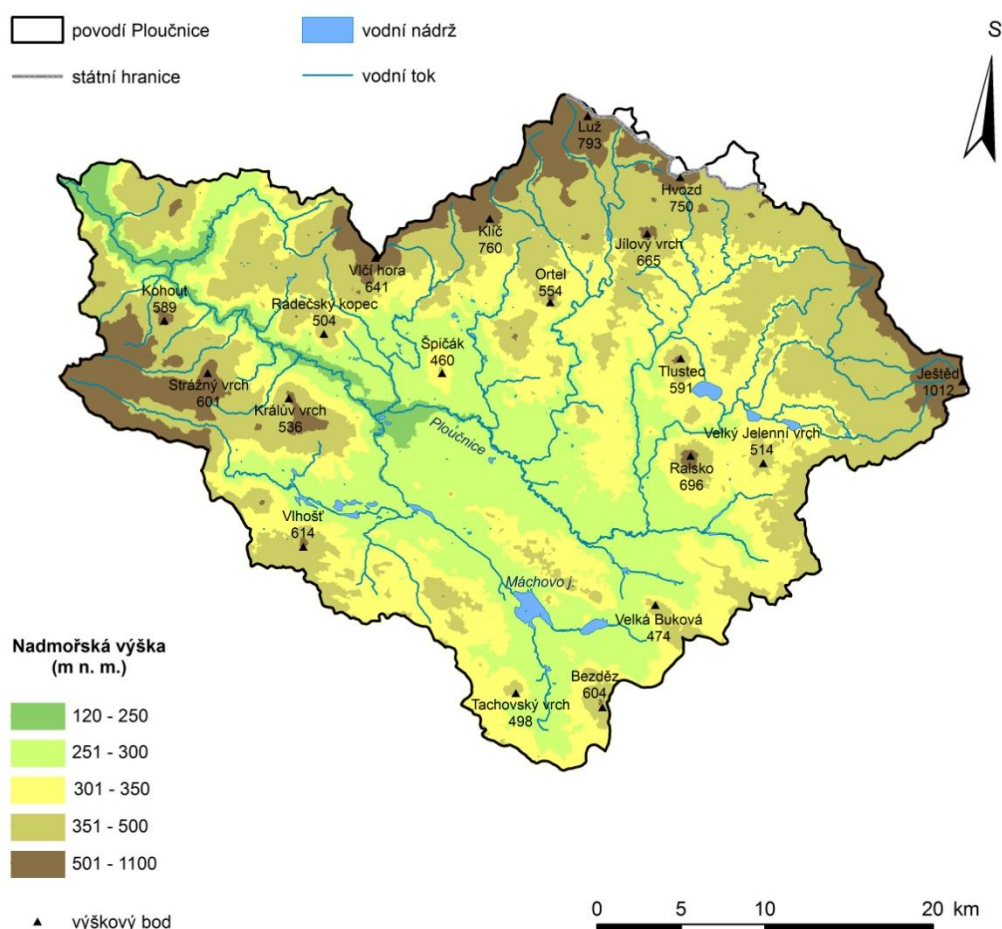 povodí Ploučnice
vodní nádrž
státní hranice
vodní tok
S
Luž
793
Hvozd
750
Klíč
760
Jílový vrch
665
Vlčí hora
641
Ortel
554
Kohout
589
Radečský kopec
504
Špičák
460
Strážný vrch
601
Tlustec
591
Ještěd
1012
Králův vrch
536
Ploučnice
Velký Jelenní vrch
514
Ralsko
696
Vlhošť
614
Máchovo j.
Velká Buková
474
Bezděz
604
Tachovský vrch
498
Nadmořská výška
(m n. m.)
120 - 250
251 - 300
301 - 350
351 - 500
501 - 1100
výškový bod
0 5 10 20 km